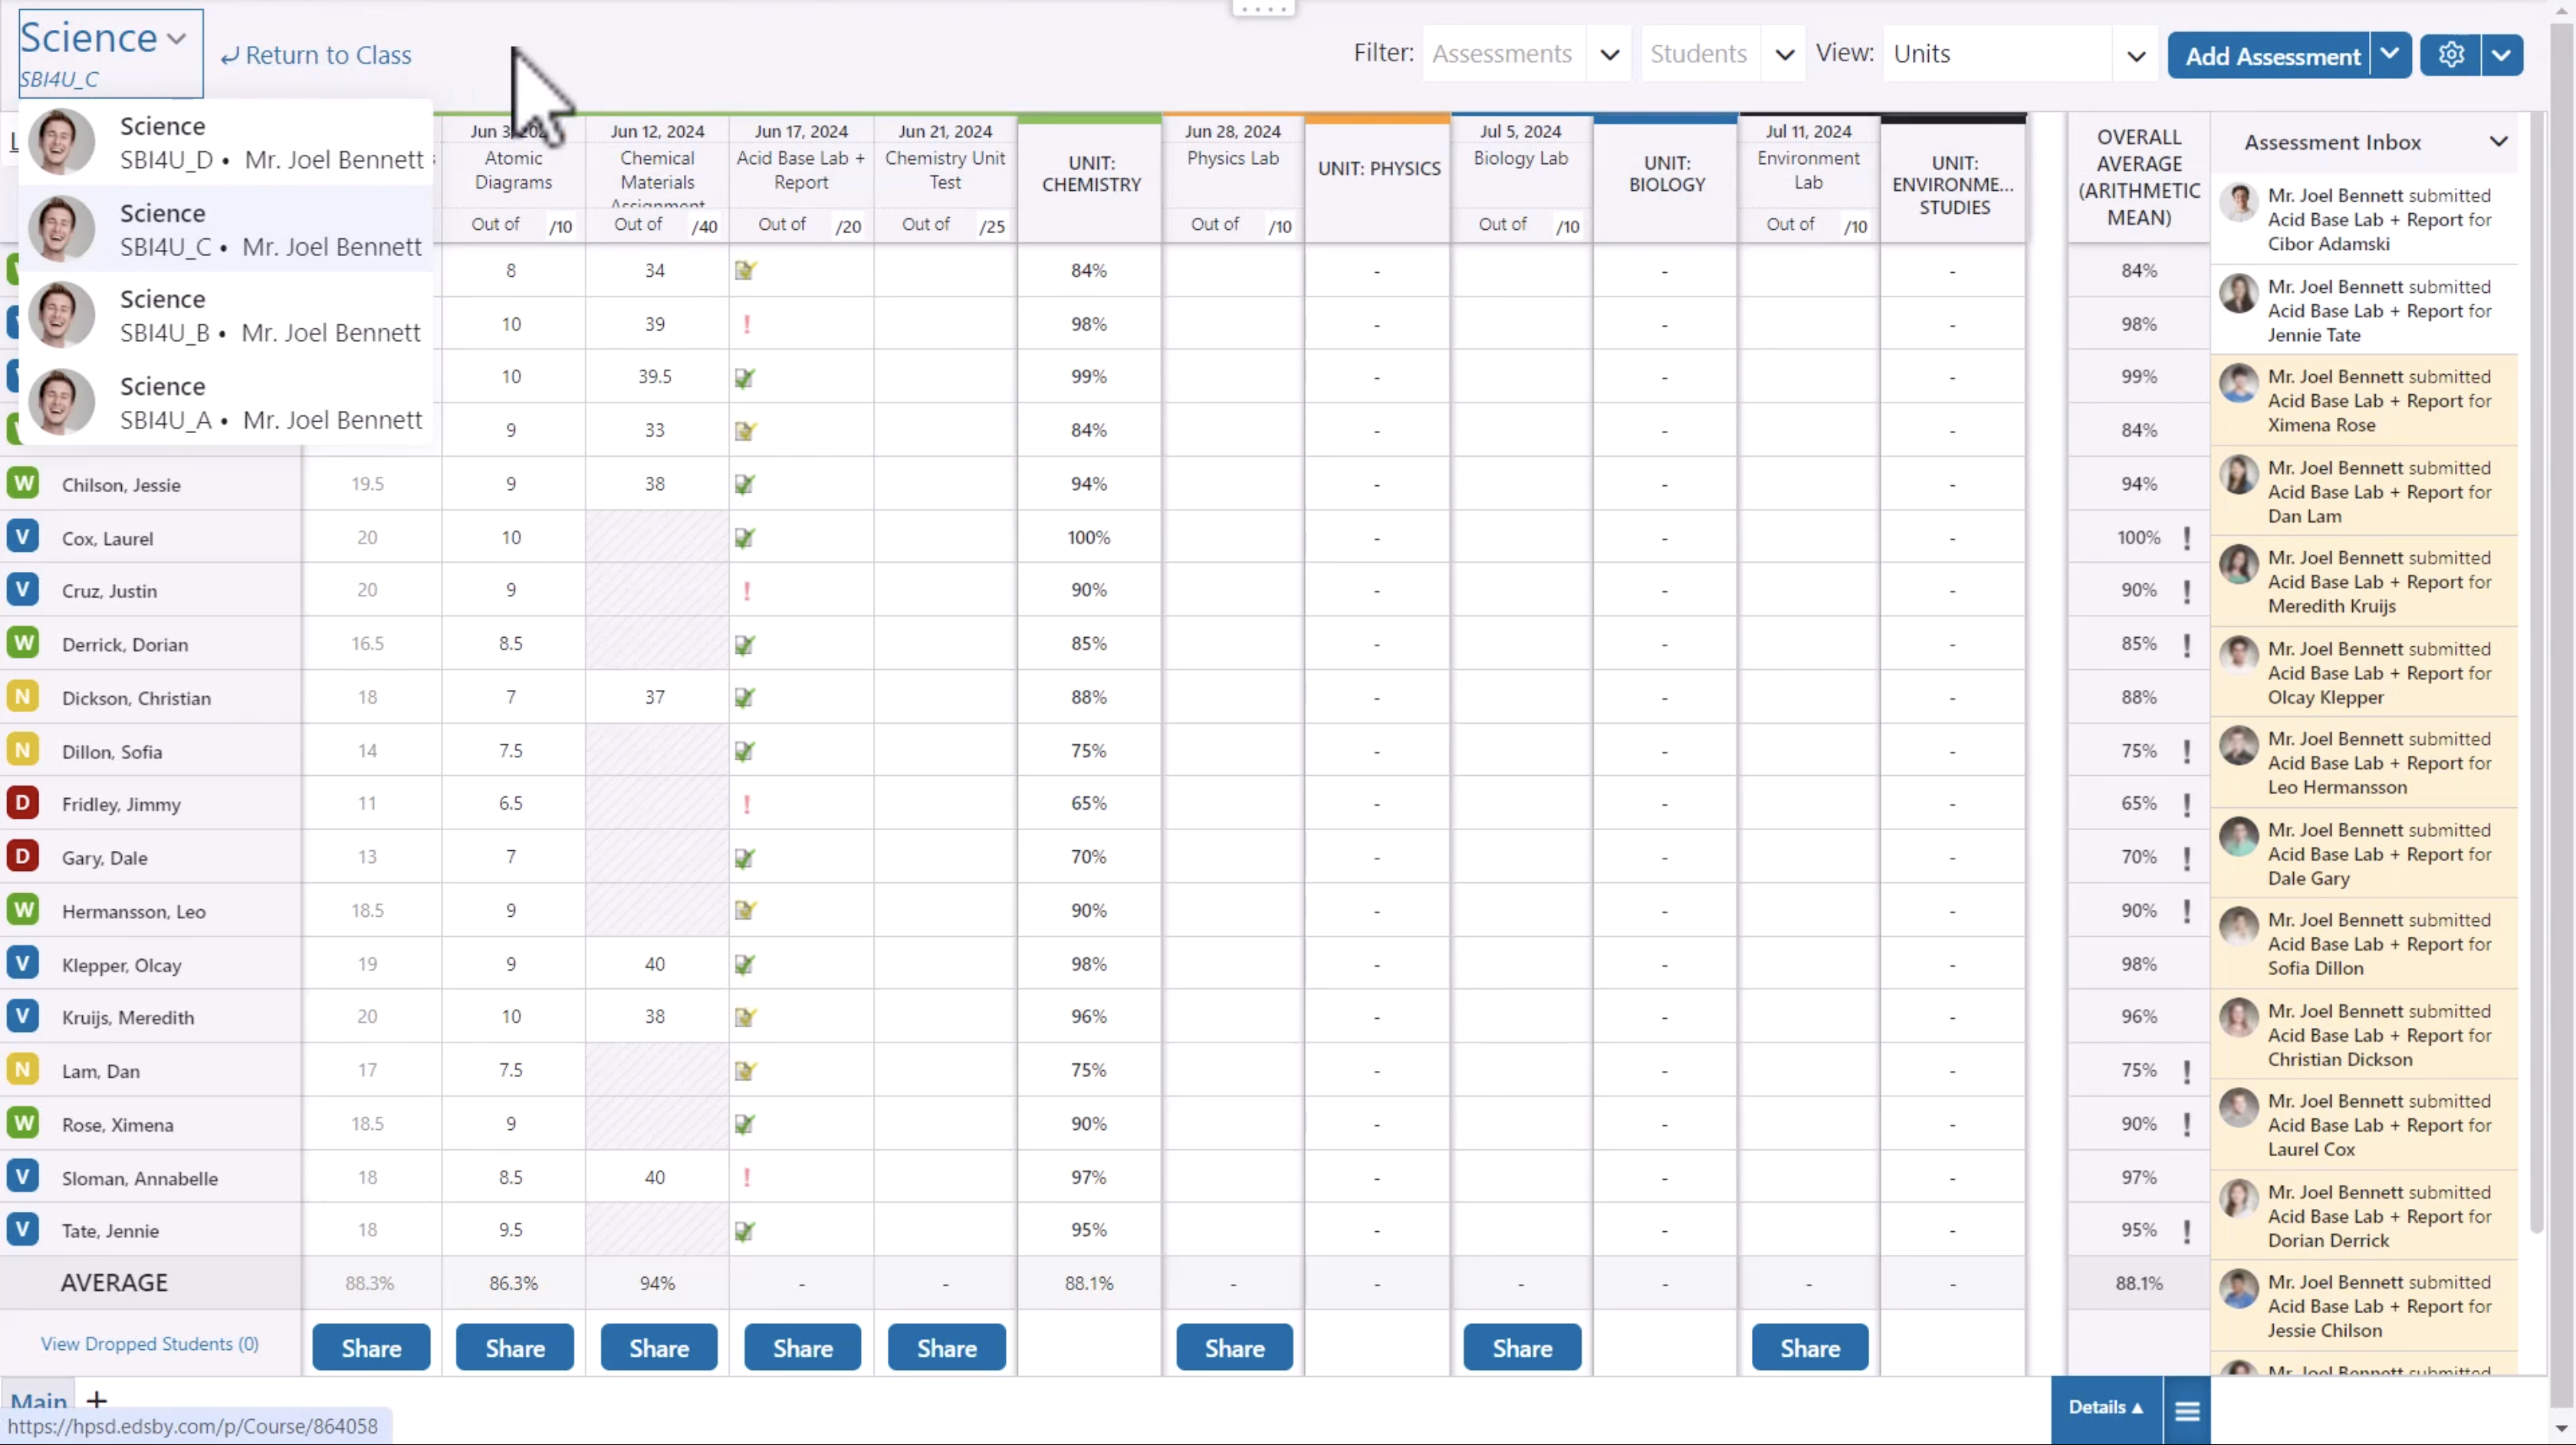 Science
SBI4U_C
Return to Class
Filter: Assessments Students View: Units Add Assessment
Science
SBI4U_D • Mr. Joel Bennett
Science
SBI4U_C • Mr. Joel Bennett
Science
SBI4U_B • Mr. Joel Bennett
Science
SBI4U_A • Mr. Joel Bennett
Jun 12, 2024 Jun 17, 2024 Jun 21, 2024 Jun 28, 2024 Jul 5, 2024 Jul 11, 2024
Atomic Diagrams
Chemical Materials Assignment
Acid Base Lab + Report
Chemistry Unit Test
UNIT: CHEMISTRY
Physics Lab
UNIT: PHYSICS
Biology Lab
UNIT: BIOLOGY
Environment Lab
UNIT: ENVIRONME... STUDIES
OVERALL AVERAGE (ARITHMETIC MEAN)
Out of /10 Out of /40 Out of /20 Out of /25 Out of /10 Out of /10 Out of /10
8 34 84% - - - 84%
10 39 ! 98% - - - 98%
10 39.5 99% - - - 99%
9 33 84% - - - 84%
W Chilson, Jessie 19.5 9 38 94% - - - 94%
V Cox, Laurel 20 10 100% - - - 100% !
V Cruz, Justin 20 9 ! 90% - - - 90% !
W Derrick, Dorian 16.5 8.5 85% - - - 85% !
N Dickson, Christian 18 7 37 88% - - - 88%
N Dillon, Sofia 14 7.5 75% - - - 75% !
D Fridley, Jimmy 11 6.5 ! 65% - - - 65% !
D Gary, Dale 13 7 70% - - - 70% !
W Hermansson, Leo 18.5 9 90% - - - 90% !
V Klepper, Olcay 19 9 40 98% - - - 98%
V Kruijs, Meredith 20 10 38 96% - - - 96%
N Lam, Dan 17 7.5 75% - - - 75% !
W Rose, Ximena 18.5 9 90% - - - 90% !
V Sloman, Annabelle 18 8.5 40 ! 97% - - - 97%
V Tate, Jennie 18 9.5 95% - - - 95% !
AVERAGE 88.3% 86.3% 94% - - 88.1% - - - - - - 88.1%
View Dropped Students (0) Share Share Share Share Share Share Share Share
Assessment Inbox
Mr. Joel Bennett submitted
Acid Base Lab + Report for
Cibor Adamski
Mr. Joel Bennett submitted
Acid Base Lab + Report for
Jennie Tate
Mr. Joel Bennett submitted
Acid Base Lab + Report for
Ximena Rose
Mr. Joel Bennett submitted
Acid Base Lab + Report for
Dan Lam
Mr. Joel Bennett submitted
Acid Base Lab + Report for
Meredith Kruijs
Mr. Joel Bennett submitted
Acid Base Lab + Report for
Olcay Klepper
Mr. Joel Bennett submitted
Acid Base Lab + Report for
Leo Hermansson
Mr. Joel Bennett submitted
Acid Base Lab + Report for
Dale Gary
Mr. Joel Bennett submitted
Acid Base Lab + Report for
Sofia Dillon
Mr. Joel Bennett submitted
Acid Base Lab + Report for
Christian Dickson
Mr. Joel Bennett submitted
Acid Base Lab + Report for
Laurel Cox
Mr. Joel Bennett submitted
Acid Base Lab + Report for
Dorian Derrick
Mr. Joel Bennett submitted
Acid Base Lab + Report for
Jessie Chilson
Mr. Joel Bennett submitted
Main +
Details ▲
https://hpsd.edsby.com/p/Course/864058